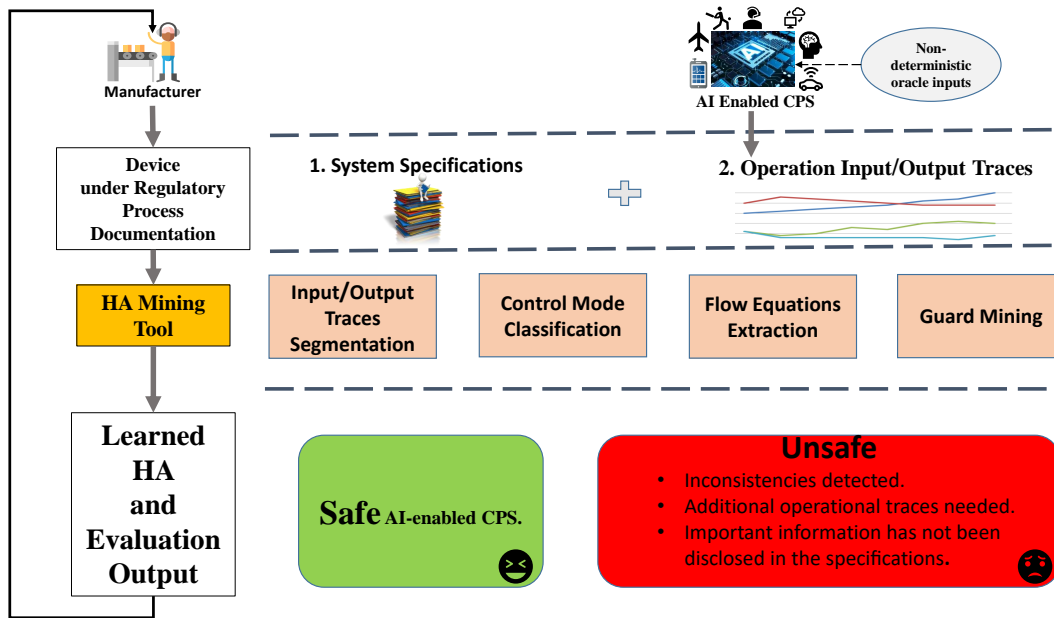 Manufacturer
AI
AI Enabled CPS
Non-
deterministic
oracle inputs
Device
under Regulatory
Process
Documentation
1. System Specifications
2. Operation Input/Output Traces
HA Mining
Tool
Input/Output
Traces
Segmentation
Control Mode
Classification
Flow Equations
Extraction
Guard Mining
Learned
HA
and
Evaluation
Output
Safe AI-enabled CPS.
Unsafe
• Inconsistencies detected.
• Additional operational traces needed.
• Important information has not been
disclosed in the specifications.